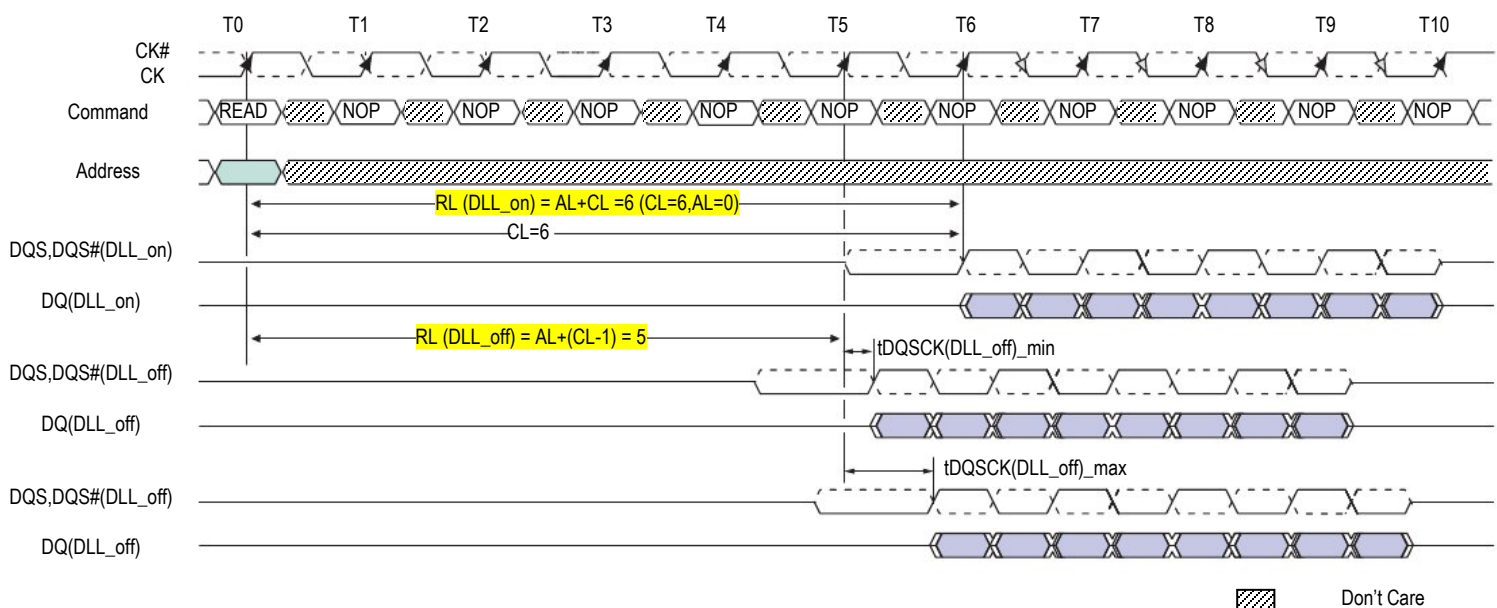 T0 T1 T2 T3 T4 T5 T6 T7 T8 T9 T10
CK#
CK
Command READ NOP NOP NOP NOP NOP NOP NOP NOP NOP NOP
Address
RL (DLL_on) = AL+CL =6 (CL=6,AL=0)
CL=6
DQS,DQS#(DLL_on)
DQ(DLL_on)
RL (DLL_off) = AL+(CL-1) = 5
tDQSCK(DLL_off)_min
DQS,DQS#(DLL_off)
DQ(DLL_off)
tDQSCK(DLL_off)_max
DQS,DQS#(DLL_off)
DQ(DLL_off)
Don't Care